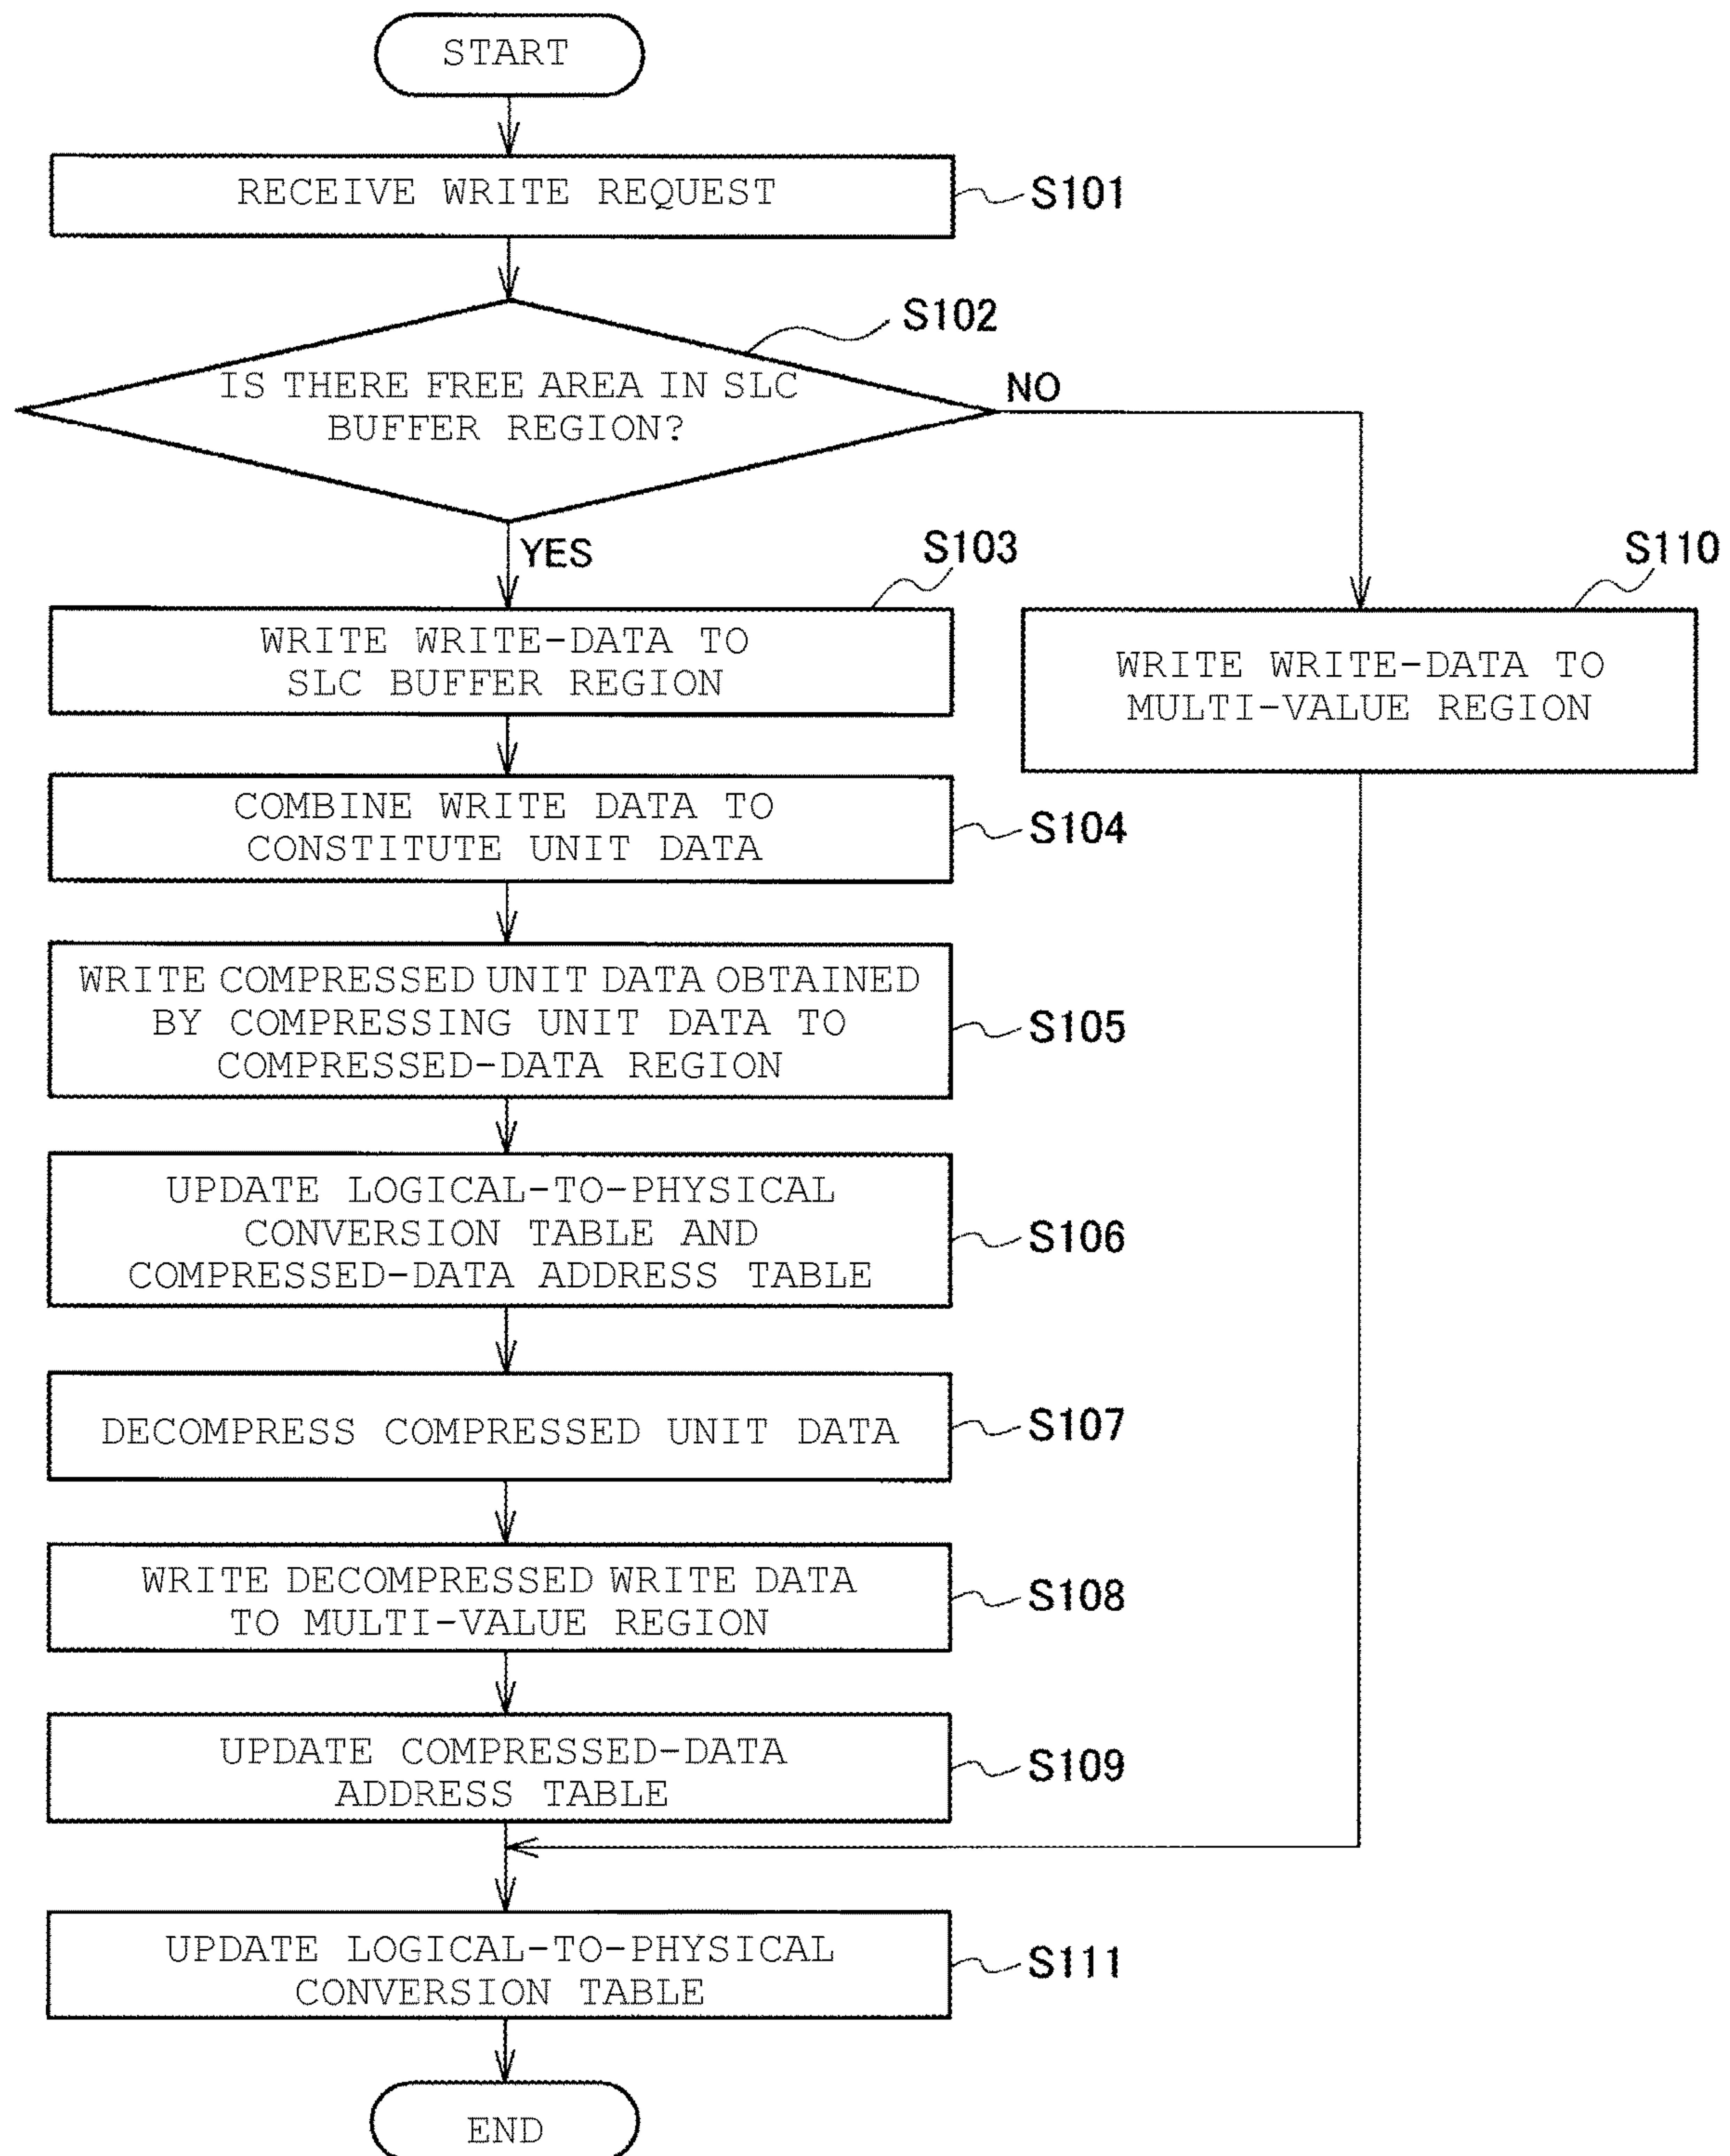 START
RECEIVE WRITE REQUEST
S101
S102
IS THERE FREE AREA IN SLC
BUFFER REGION?
NO
YES
S103
WRITE WRITE-DATA TO
SLC BUFFER REGION
S110
WRITE WRITE-DATA TO
MULTI-VALUE REGION
COMBINE WRITE DATA TO
CONSTITUTE UNIT DATA
S104
WRITE COMPRESSED UNIT DATA OBTAINED
BY COMPRESSING UNIT DATA TO
COMPRESSED-DATA REGION
S105
UPDATE LOGICAL-TO-PHYSICAL
CONVERSION TABLE AND
COMPRESSED-DATA ADDRESS TABLE
S106
DECOMPRESS COMPRESSED UNIT DATA
S107
WRITE DECOMPRESSED WRITE DATA
TO MULTI-VALUE REGION
S108
UPDATE COMPRESSED-DATA
ADDRESS TABLE
S109
UPDATE LOGICAL-TO-PHYSICAL
CONVERSION TABLE
S111
END